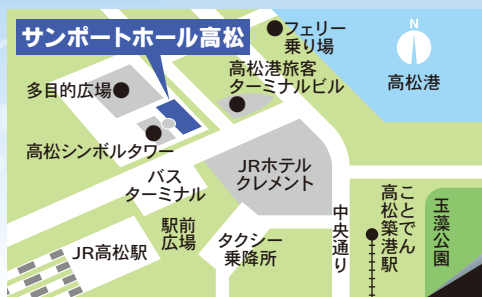 サンポートホール高松
フェリー
乗り場
N
高松港
高松港旅客
ターミナルビル
多目的広場
高松シンボルタワー
バス
ターミナル
JRホテル
クレメント
駅前
広場
JR高松駅
タクシー
乗降所
中央通り
ことでん
高松築港駅
玉藻公園